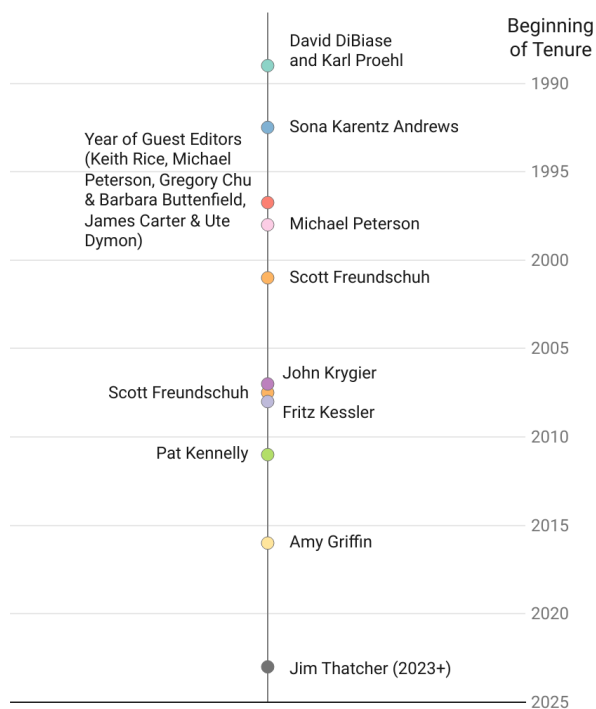 Beginning
of Tenure
David DiBiase
and Karl Proehl
1990
Sona Karentz Andrews
Year of Guest Editors
(Keith Rice, Michael
Peterson, Gregory Chu
& Barbara Buttenfield,
James Carter & Ute
Dymon)
1995
Michael Peterson
2000
Scott Freundschuh
2005
John Krygier
Scott Freundschuh
Fritz Kessler
2010
Pat Kennelly
2015
Amy Griffin
2020
Jim Thatcher (2023+)
2025